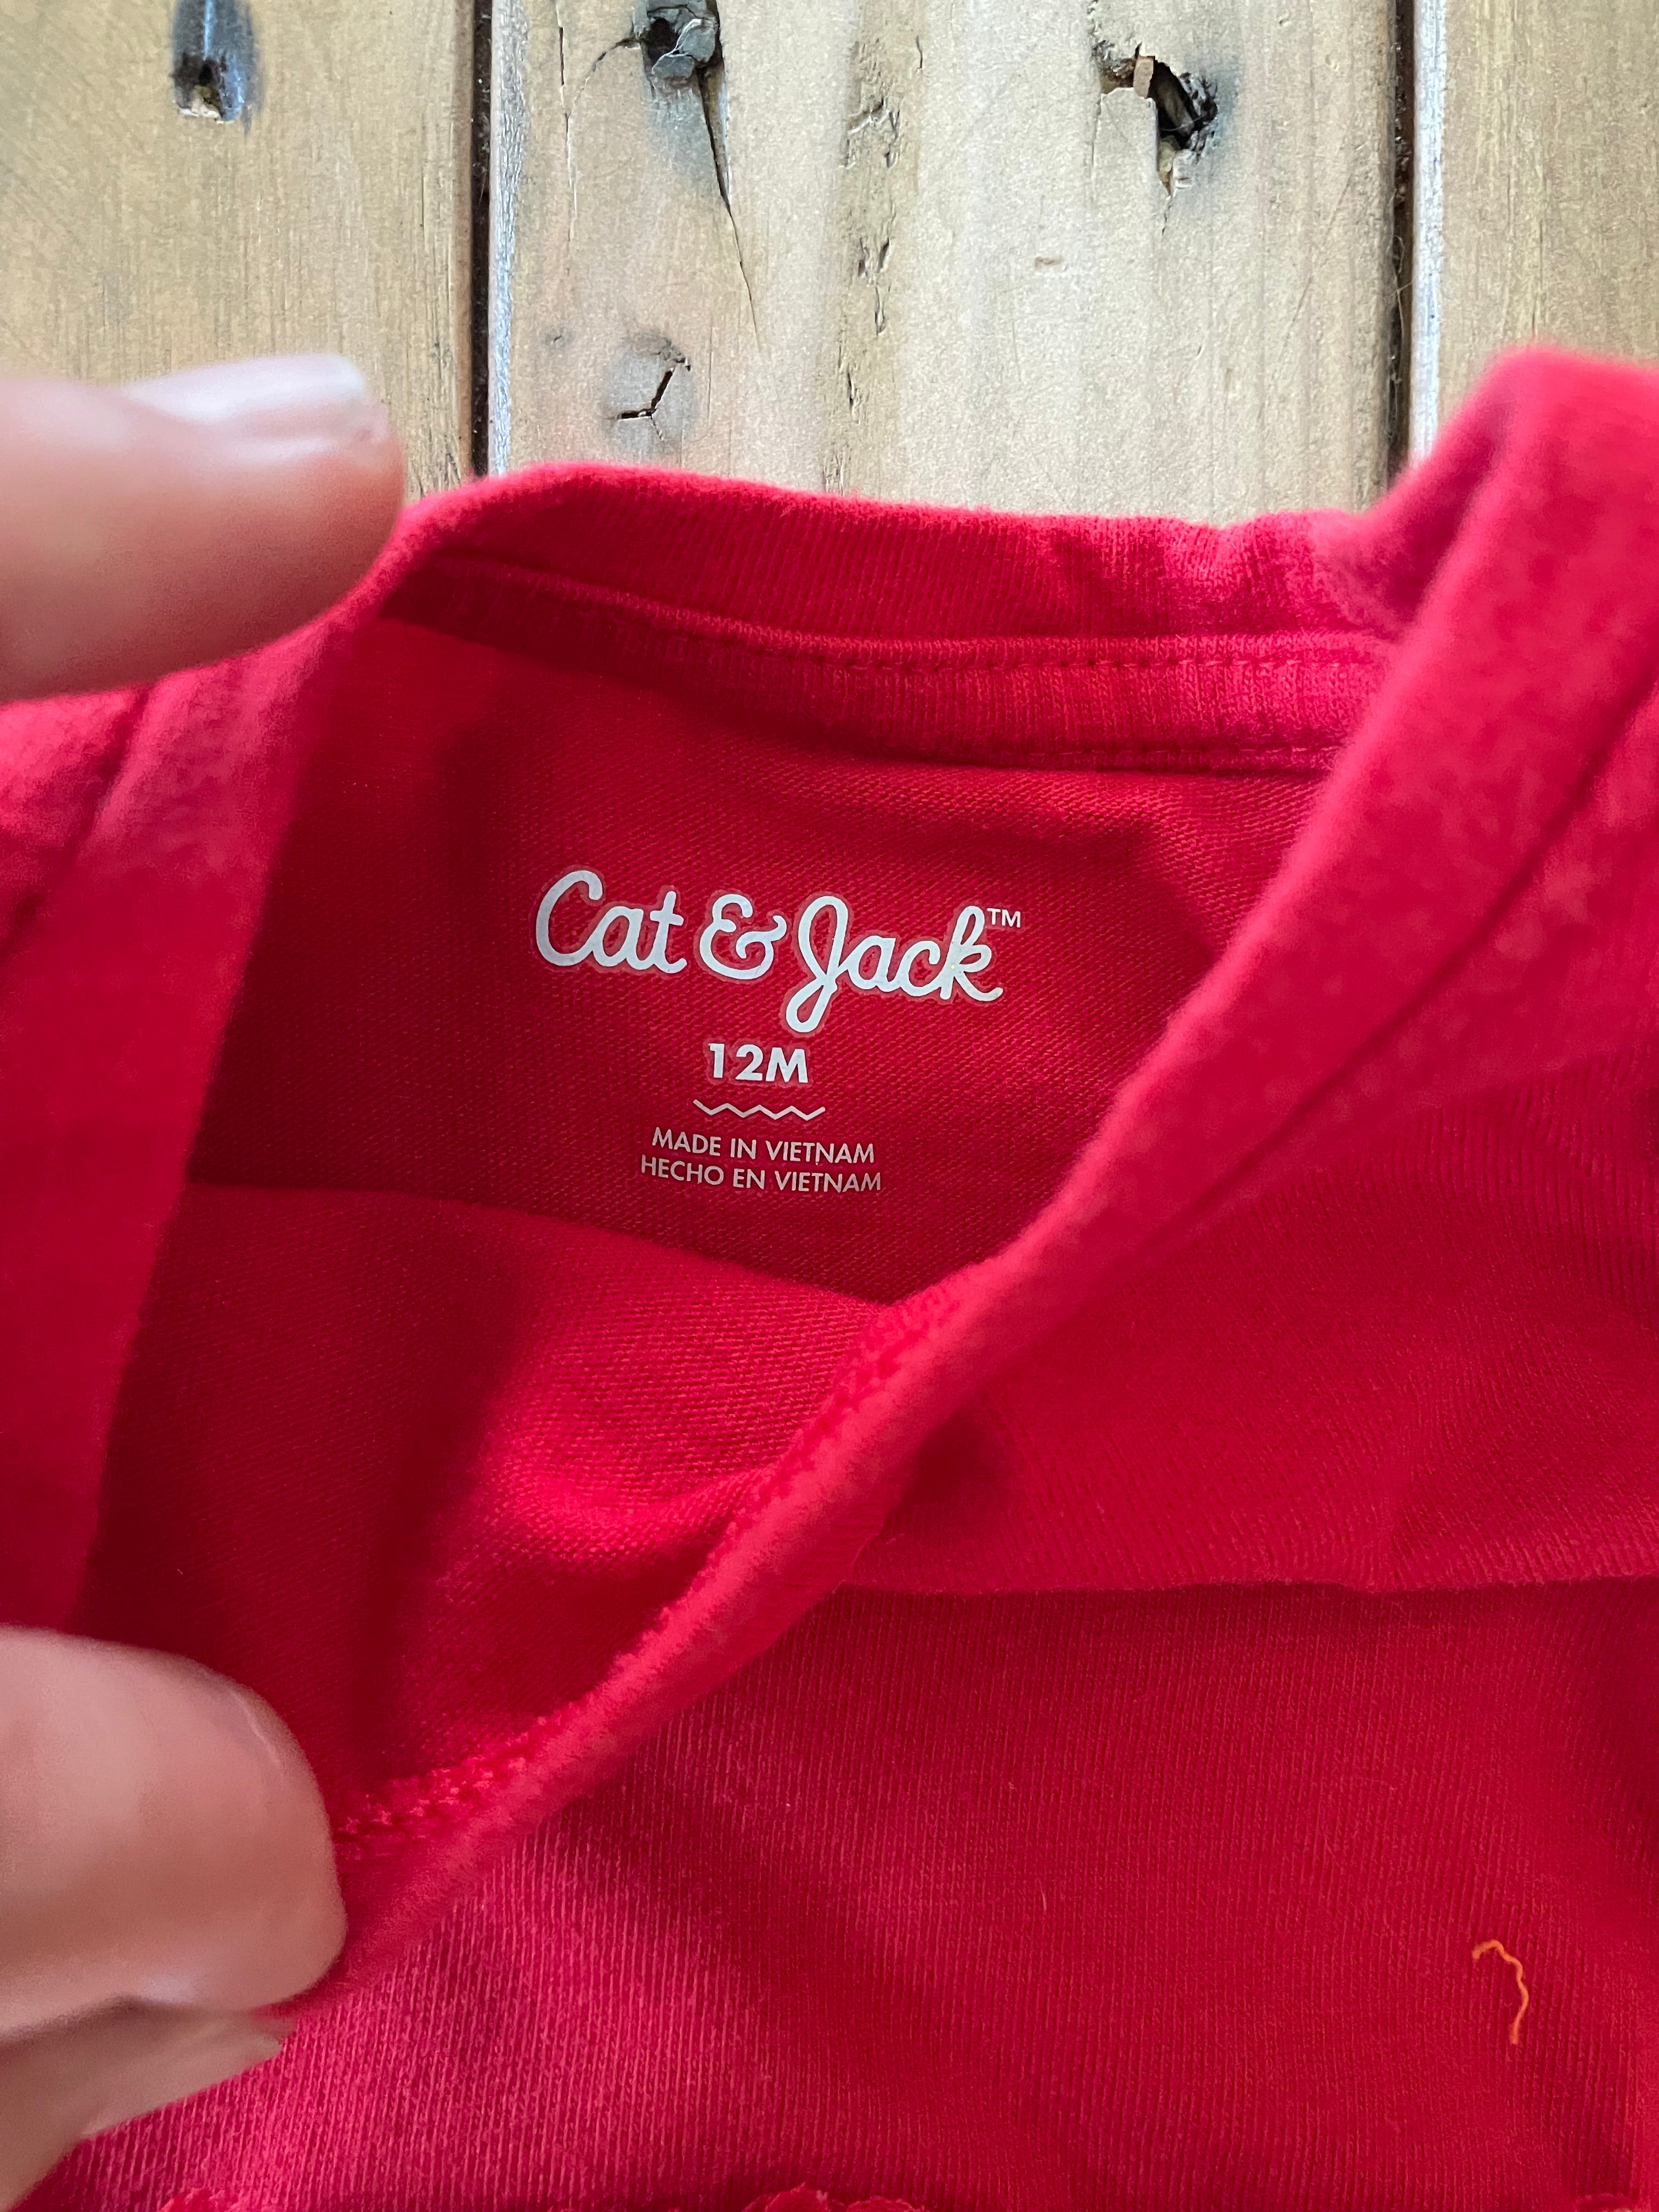 Cat & Jack™
12M
MADE IN VIETNAM
HECHO EN VIETNAM